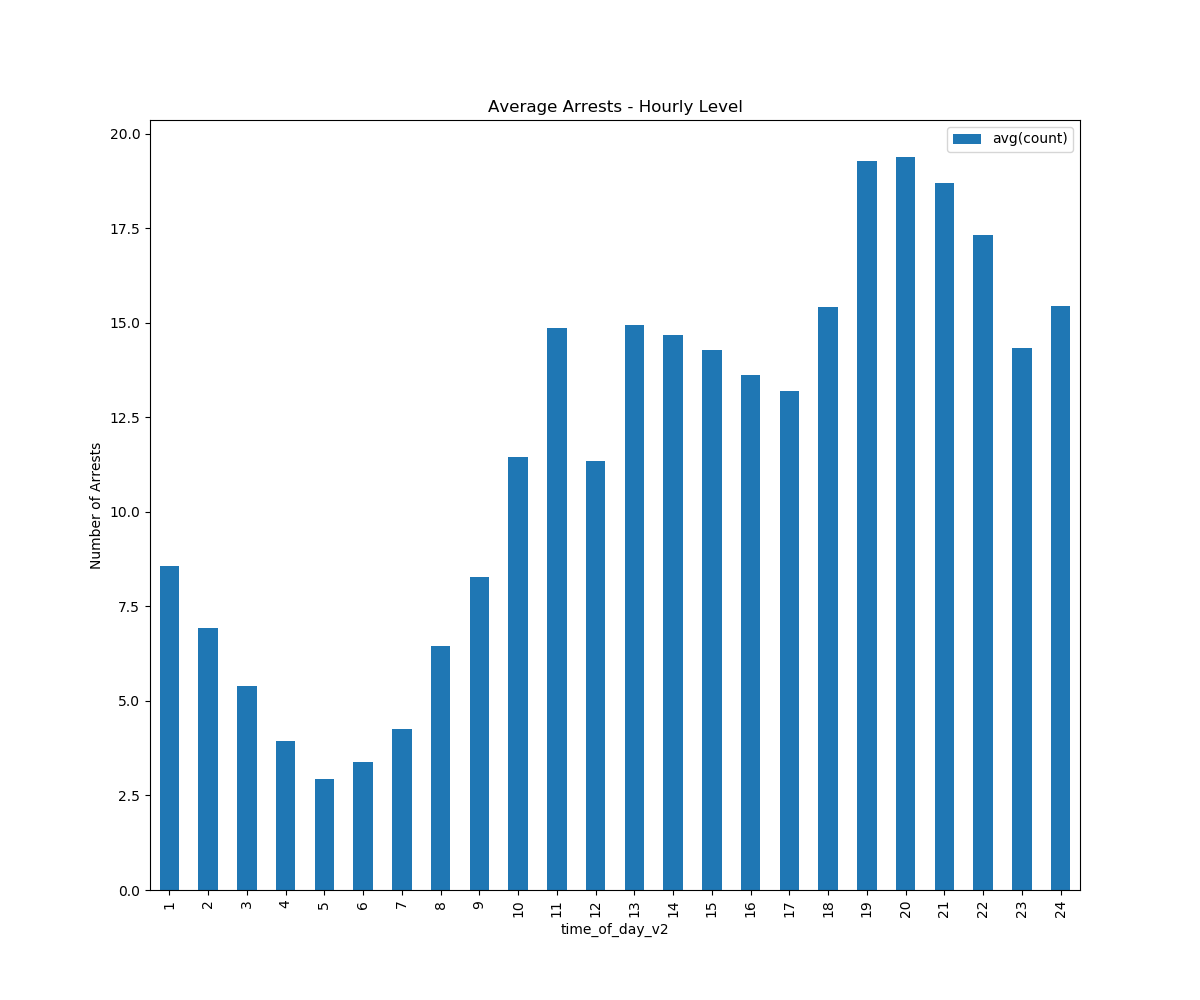 Average Arrests - Hourly Level
avg(count)
Number of Arrests
20.0
17.5
15.0
12.5
10.0
7.5
5.0
2.5
0.0
1 2 3 4 5 6 7 8 9 10 11 12 13 14 15 16 17 18 19 20 21 22 23 24
time_of_day_v2